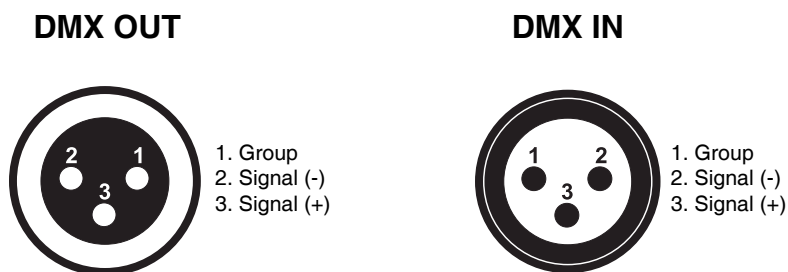 DMX OUT
DMX IN
2 1
3
1. Group
2. Signal (-)
3. Signal (+)
1 2
3
1. Group
2. Signal (-)
3. Signal (+)